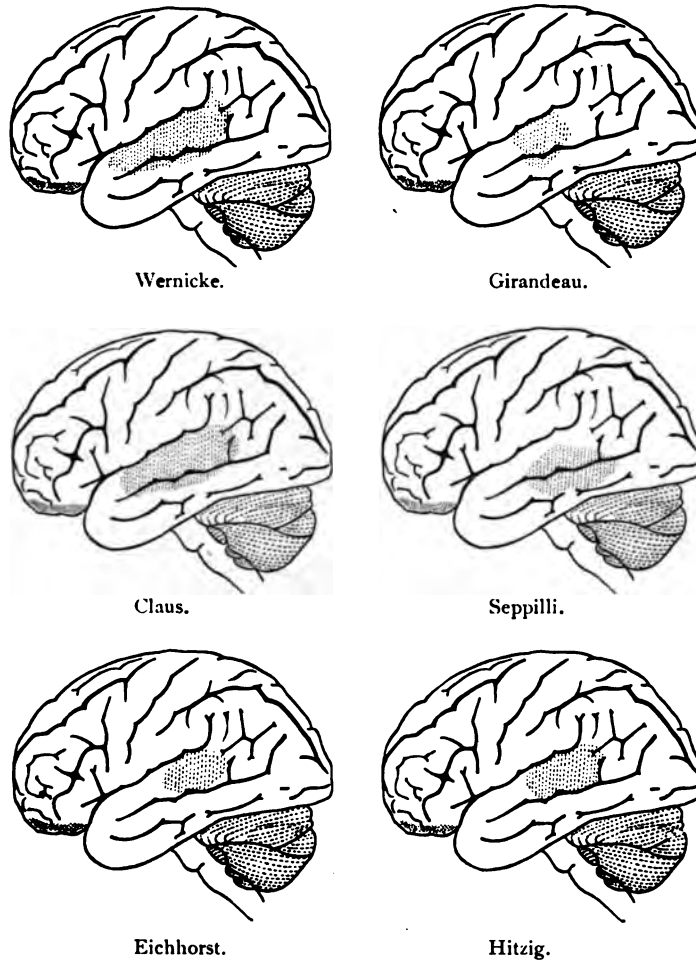 Wernicke.
Girandeau.
Claus.
Seppilli.
Eichhorst.
Hitzig.